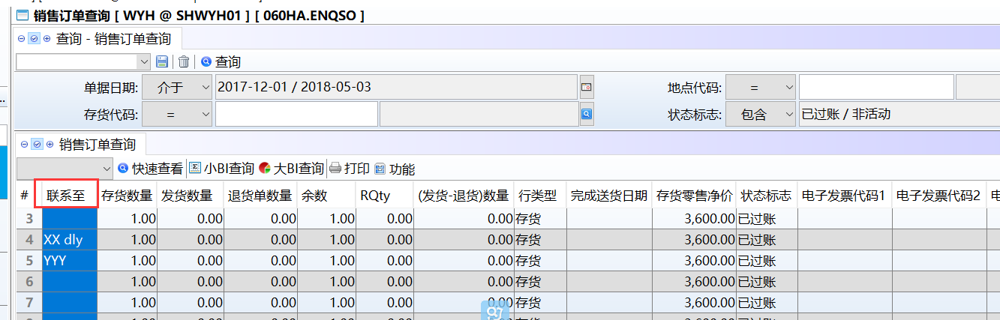 销售订单查询 [ WYH @ SHWYH01 ] [ 060HA.ENQSO ]
查询 - 销售订单查询
查询
单据日期: 介于 2017-12-01 / 2018-05-03 地点代码: =
存货代码: = 状态标志: 包含 已过账 / 非活动
销售订单查询
快速查看 小BI查询 大BI查询 打印 功能
# 联系至 存货数量 发货数量 退货单数量 余数 RQty (发货-退货)数量 行类型 完成送货日期 存货零售净价 状态标志 电子发票代码1 电子发票代码2
3 1.00 0.00 0.00 1.00 0.00 0.00 存货 3,600.00 已过账
4 XX dly 1.00 0.00 0.00 1.00 0.00 0.00 存货 3,600.00 已过账
5 YYY 1.00 0.00 0.00 1.00 0.00 0.00 存货 3,600.00 已过账
6 1.00 0.00 0.00 1.00 0.00 0.00 存货 3,600.00 已过账
7 1.00 0.00 0.00 1.00 0.00 0.00 存货 3,600.00 已过账